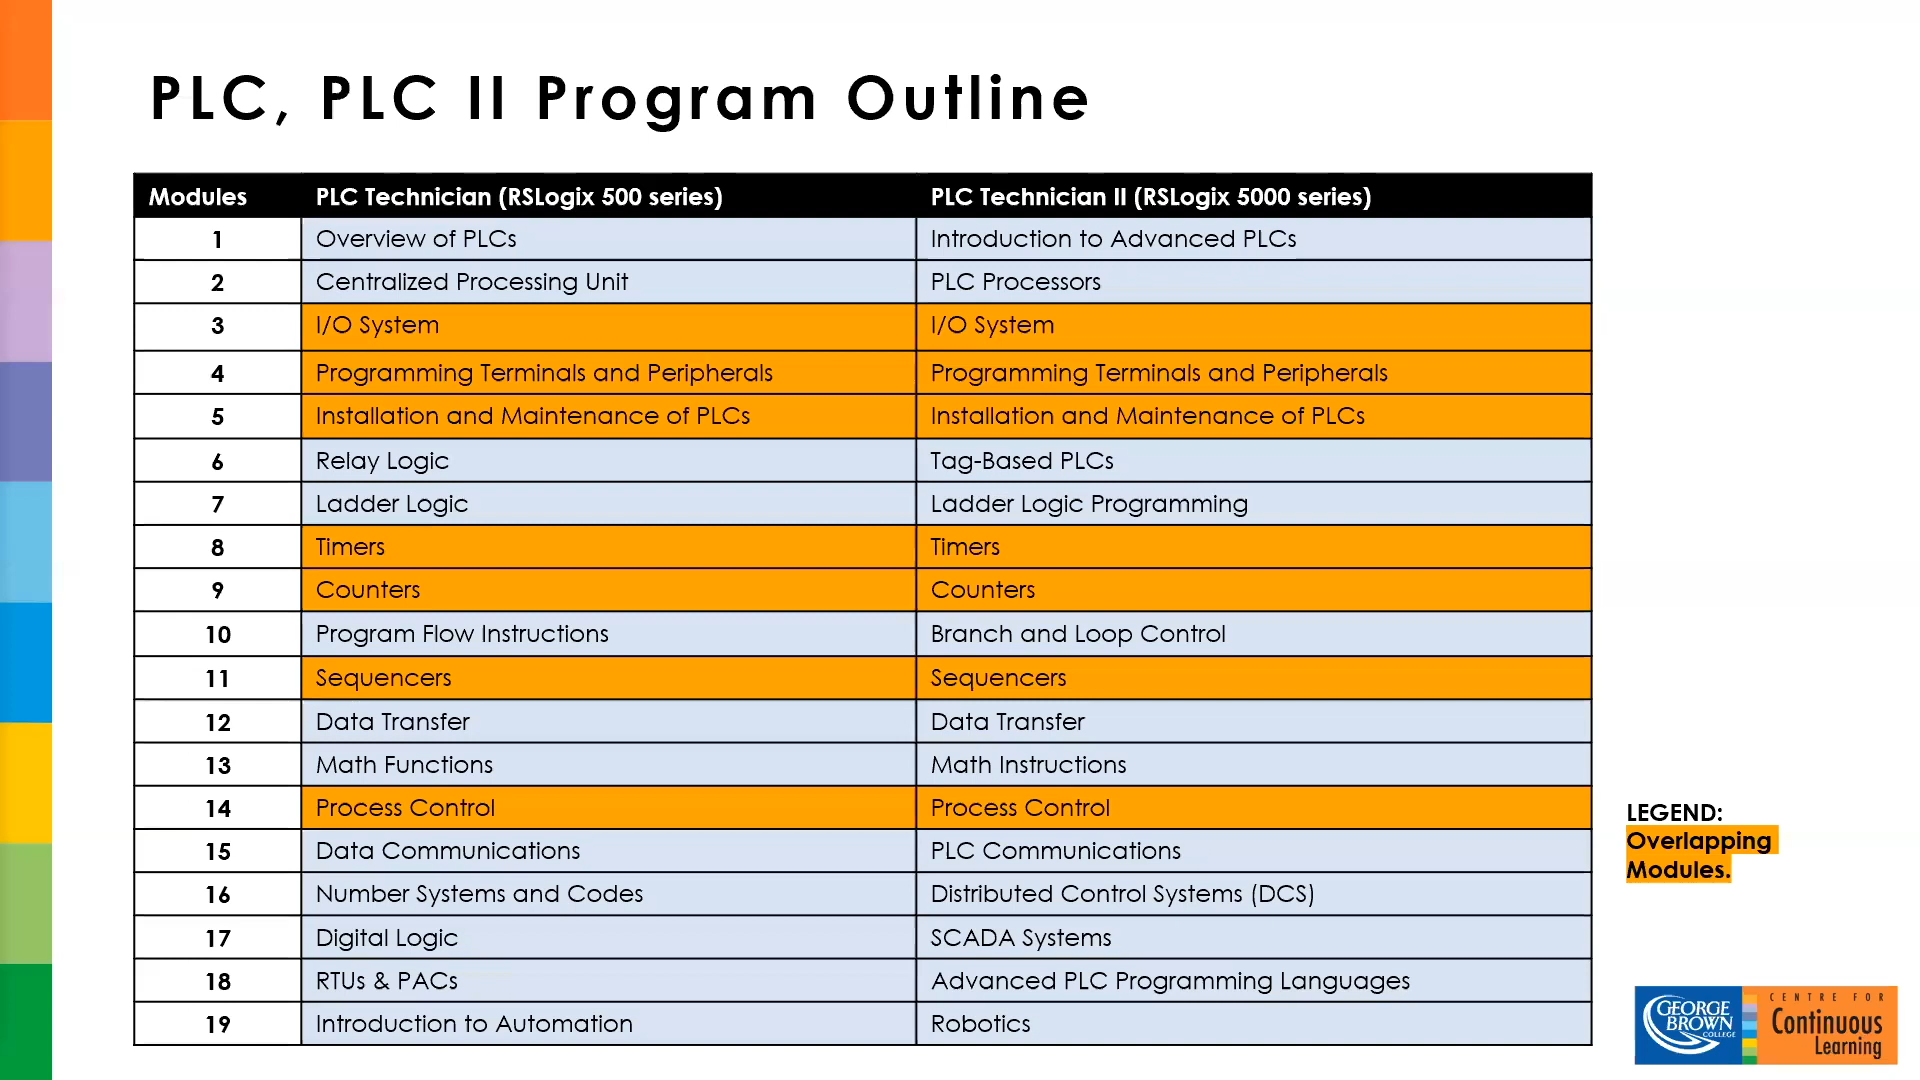 PLC, PLC II Program Outline
Modules PLC Technician (RSLogix 500 series) PLC Technician II (RSLogix 5000 series)
1 Overview of PLCs Introduction to Advanced PLCs
2 Centralized Processing Unit PLC Processors
3 I/O System I/O System
4 Programming Terminals and Peripherals Programming Terminals and Peripherals
5 Installation and Maintenance of PLCs Installation and Maintenance of PLCs
6 Relay Logic Tag-Based PLCs
7 Ladder Logic Ladder Logic Programming
8 Timers Timers
9 Counters Counters
10 Program Flow Instructions Branch and Loop Control
11 Sequencers Sequencers
12 Data Transfer Data Transfer
13 Math Functions Math Instructions
14 Process Control Process Control
15 Data Communications PLC Communications
16 Number Systems and Codes Distributed Control Systems (DCS)
17 Digital Logic SCADA Systems
18 RTUs & PACs Advanced PLC Programming Languages
19 Introduction to Automation Robotics
LEGEND:
Overlapping
Modules.
GEORGE
BROWN
COLLEGE
CENTRE FOR
Continuous
Learning